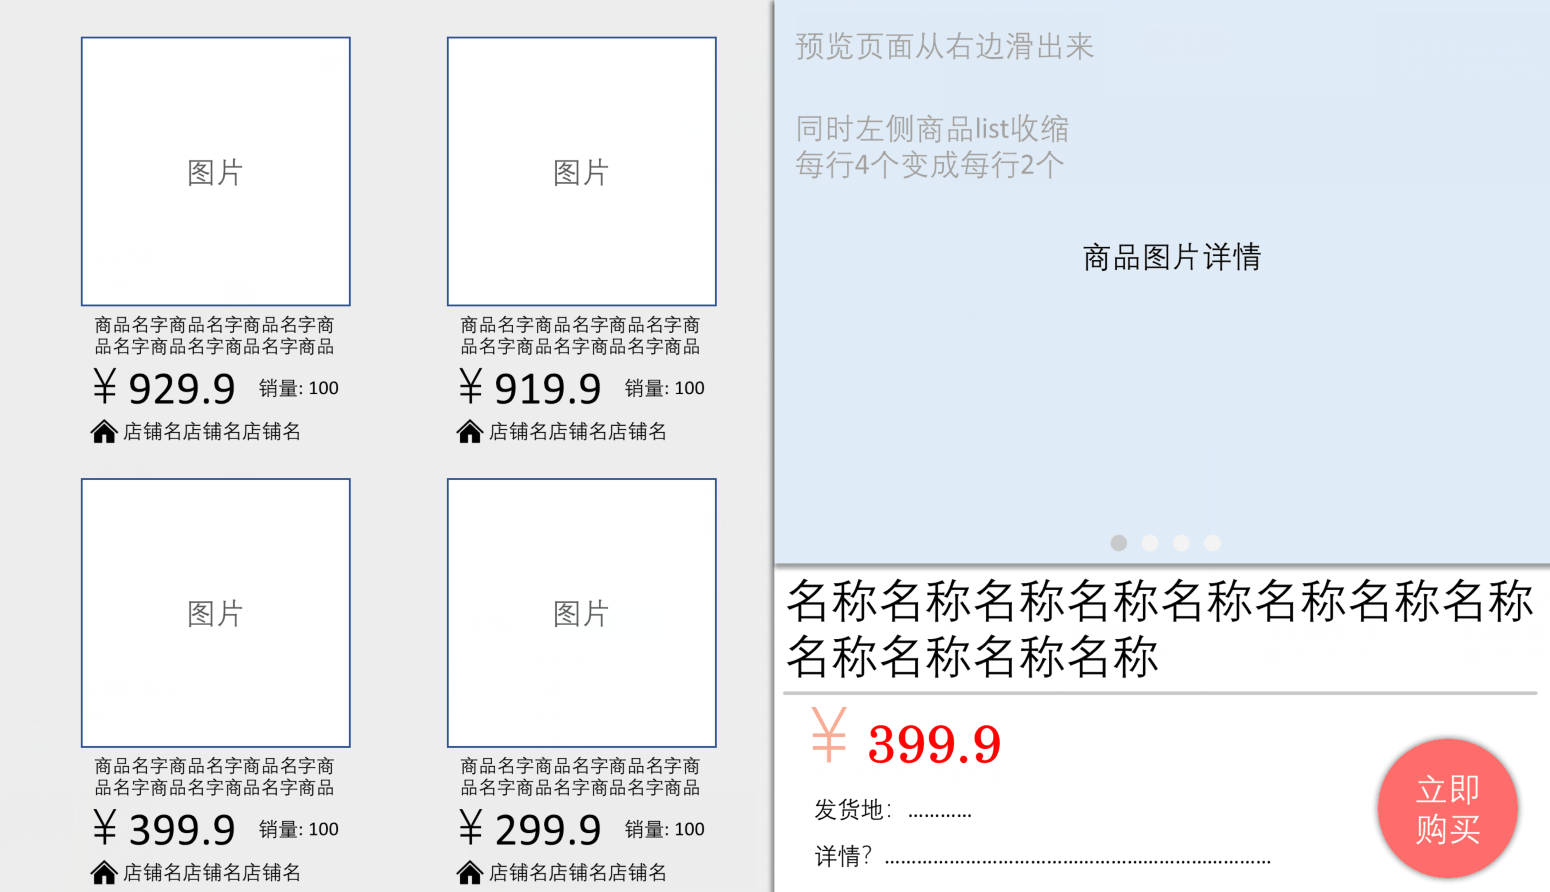 图片
图片
商品名字商品名字商品名字商
品名字商品名字商品名字商品
¥ 929.9 销量: 100
店铺名店铺名店铺名
商品名字商品名字商品名字商
品名字商品名字商品名字商品
¥ 919.9 销量: 100
店铺名店铺名店铺名
图片
图片
商品名字商品名字商品名字商
品名字商品名字商品名字商品
¥ 399.9 销量: 100
店铺名店铺名店铺名
商品名字商品名字商品名字商
品名字商品名字商品名字商品
¥ 299.9 销量: 100
店铺名店铺名店铺名
预览页面从右边滑出来
同时左侧商品list收缩
每行4个变成每行2个
商品图片详情
名称名称名称名称名称名称名称名称
名称名称名称名称
¥ 399.9
发货地：…………
详情？……………………………………………………
立即
购买